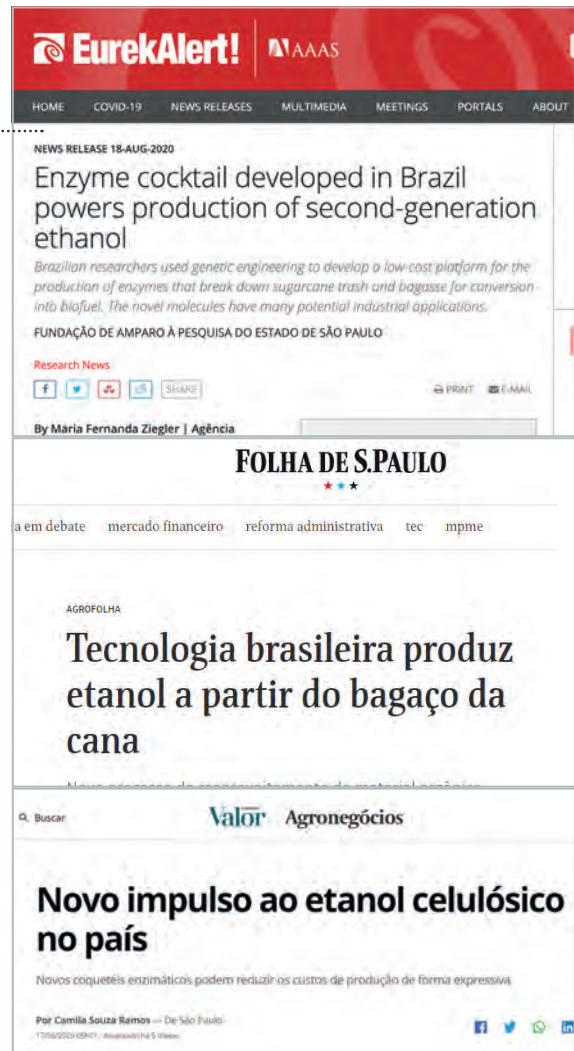 EurekAlert! AAAS
HOME COVID-19 NEWS RELEASES MULTIMEDIA MEETINGS PORTALS ABOUT
NEWS RELEASE 18-AUG-2020
Enzyme cocktail developed in Brazil
powers production of second-generation
ethanol
Brazilian researchers used genetic engineering to develop a low-cost platform for the
production of enzymes that break down sugarcane trash and bagasse for conversion
into biofuel. The novel molecules have many potential industrial applications.
FUNDAÇÃO DE AMPARO À PESQUISA DO ESTADO DE SÃO PAULO
Research News
SHARE PRINT E-MAIL
By Maria Fernanda Ziegler | Agência
FOLHA DE S.PAULO
a em debate mercado financeiro reforma administrativa tec mpme
AGROFOLHA
Tecnologia brasileira produz
etanol a partir do bagaço da
cana
Buscar Valor Agronegócios
Novo impulso ao etanol celulósico
no país
Novos coquetéis enzimáticos podem reduzir os custos de produção de forma expressiva
Por Camila Souza Ramos — De São Paulo